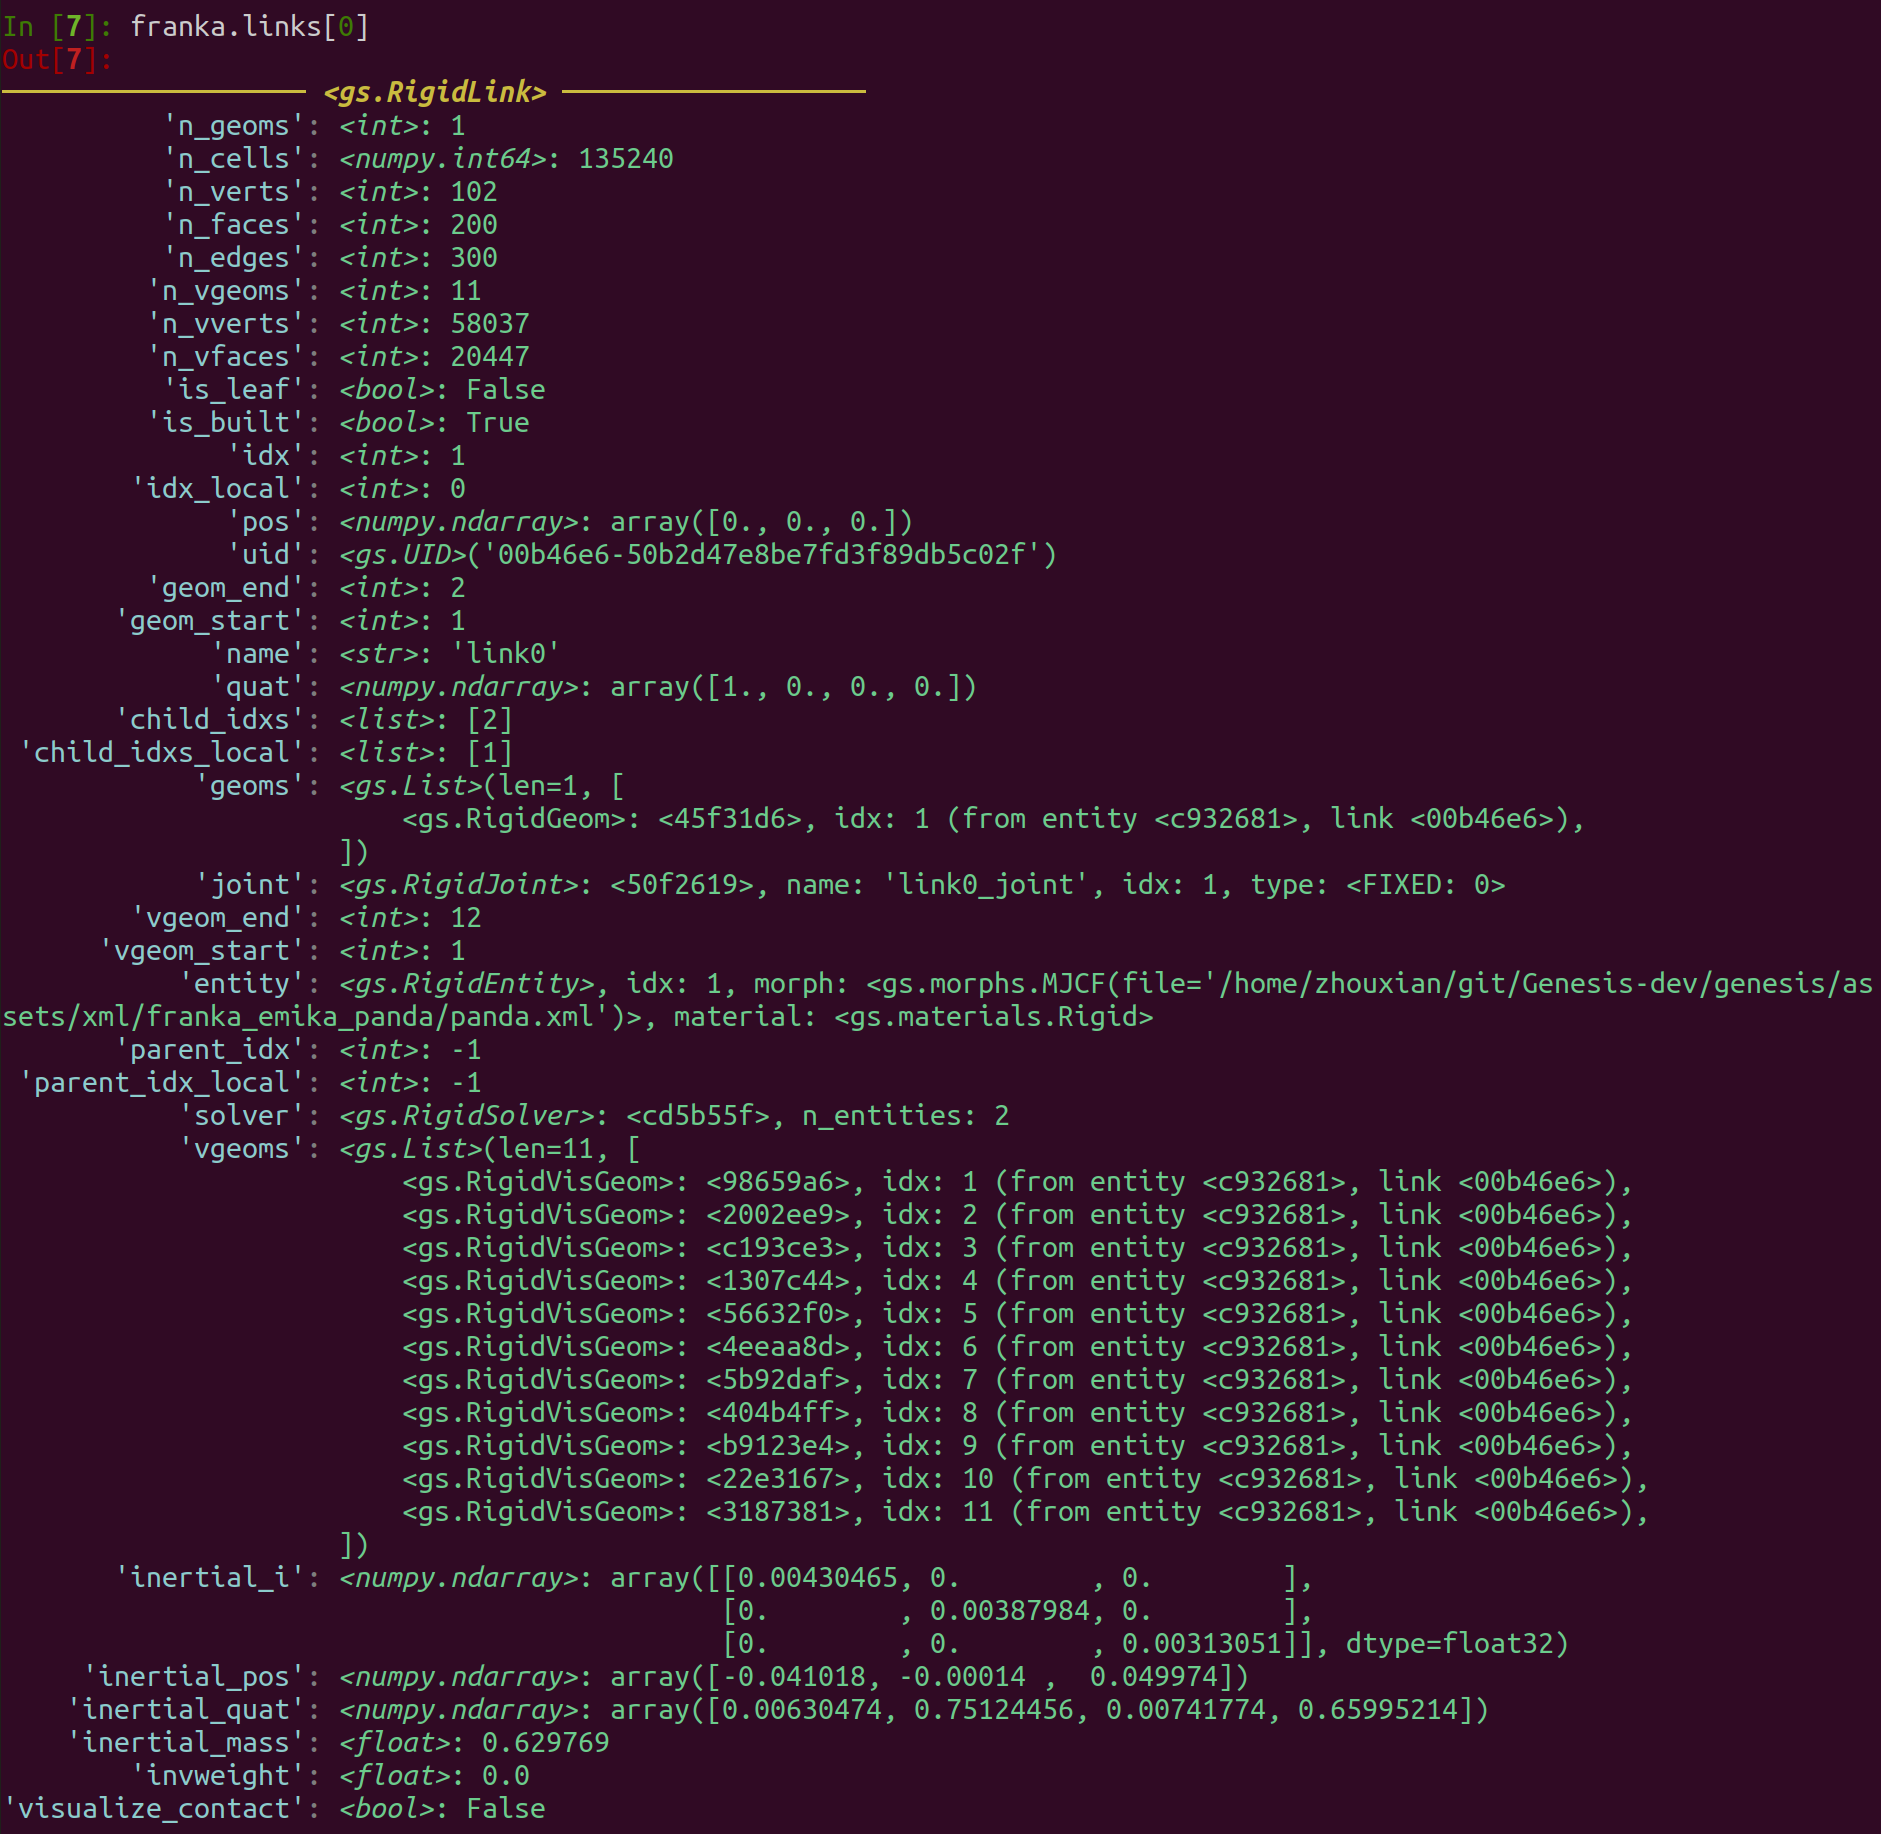 In [7]: franka.links[0]
Out[7]:
<gs.RigidLink>
'n_geoms': <int>: 1
'n_cells': <numpy.int64>: 135240
'n_verts': <int>: 102
'n_faces': <int>: 200
'n_edges': <int>: 300
'n_vgeoms': <int>: 11
'n_vverts': <int>: 58037
'n_vfaces': <int>: 20447
'is_leaf': <bool>: False
'is_built': <bool>: True
'idx': <int>: 1
'idx_local': <int>: 0
'pos': <numpy.ndarray>: array([0., 0., 0.])
'uid': <gs.UID>('00b46e6-50b2d47e8be7fd3f89db5c02f')
'geom_end': <int>: 2
'geom_start': <int>: 1
'name': <str>: 'link0'
'quat': <numpy.ndarray>: array([1., 0., 0., 0.])
'child_idxs': <list>: [2]
'child_idxs_local': <list>: [1]
'geoms': <gs.List>(len=1, [
<gs.RigidGeom>: <45f31d6>, idx: 1 (from entity <c932681>, link <00b46e6>),
])
'joint': <gs.RigidJoint>: <50f2619>, name: 'link0_joint', idx: 1, type: <FIXED: 0>
'vgeom_end': <int>: 12
'vgeom_start': <int>: 1
'entity': <gs.RigidEntity>, idx: 1, morph: <gs.morphs.MJCF(file='/home/zhouxian/git/Genesis-dev/genesis/as
sets/xml/franka_emika_panda/panda.xml')>, material: <gs.materials.Rigid>
'parent_idx': <int>: -1
'parent_idx_local': <int>: -1
'solver': <gs.RigidSolver>: <cd5b55f>, n_entities: 2
'vgeoms': <gs.List>(len=11, [
<gs.RigidVisGeom>: <98659a6>, idx: 1 (from entity <c932681>, link <00b46e6>),
<gs.RigidVisGeom>: <2002ee9>, idx: 2 (from entity <c932681>, link <00b46e6>),
<gs.RigidVisGeom>: <c193ce3>, idx: 3 (from entity <c932681>, link <00b46e6>),
<gs.RigidVisGeom>: <1307c44>, idx: 4 (from entity <c932681>, link <00b46e6>),
<gs.RigidVisGeom>: <56632f0>, idx: 5 (from entity <c932681>, link <00b46e6>),
<gs.RigidVisGeom>: <4eeaa8d>, idx: 6 (from entity <c932681>, link <00b46e6>),
<gs.RigidVisGeom>: <5b92daf>, idx: 7 (from entity <c932681>, link <00b46e6>),
<gs.RigidVisGeom>: <404b4ff>, idx: 8 (from entity <c932681>, link <00b46e6>),
<gs.RigidVisGeom>: <b9123e4>, idx: 9 (from entity <c932681>, link <00b46e6>),
<gs.RigidVisGeom>: <22e3167>, idx: 10 (from entity <c932681>, link <00b46e6>),
<gs.RigidVisGeom>: <3187381>, idx: 11 (from entity <c932681>, link <00b46e6>),
])
'inertial_i': <numpy.ndarray>: array([[0.00430465, 0.        , 0.        ],
[0.        , 0.00387984, 0.        ],
[0.        , 0.        , 0.00313051]], dtype=float32)
'inertial_pos': <numpy.ndarray>: array([-0.041018, -0.00014 ,  0.049974])
'inertial_quat': <numpy.ndarray>: array([0.00630474, 0.75124456, 0.00741774, 0.65995214])
'inertial_mass': <float>: 0.629769
'invweight': <float>: 0.0
'visualize_contact': <bool>: False